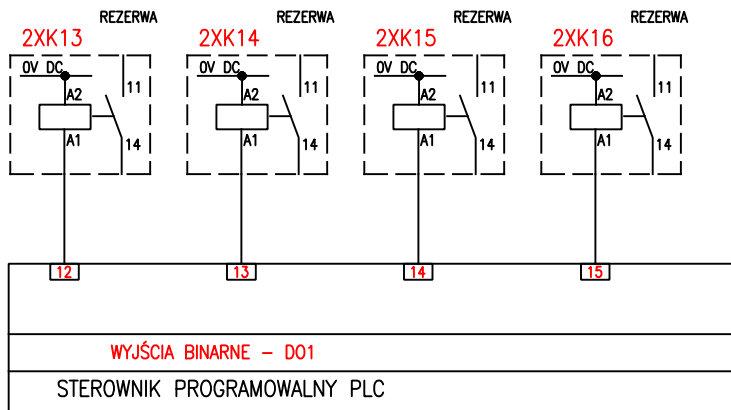 REZERWA REZERWA REZERWA REZERWA
2XK13 2XK14 2XK15 2XK16
0V DC 0V DC 0V DC 0V DC
11 11 11 11
A2 A2 A2 A2
A1 14 A1 14 A1 14 A1 14
12 13 14 15
WYJŚCIA BINARNE – DO1
STEROWNIK PROGRAMOWALNY PLC